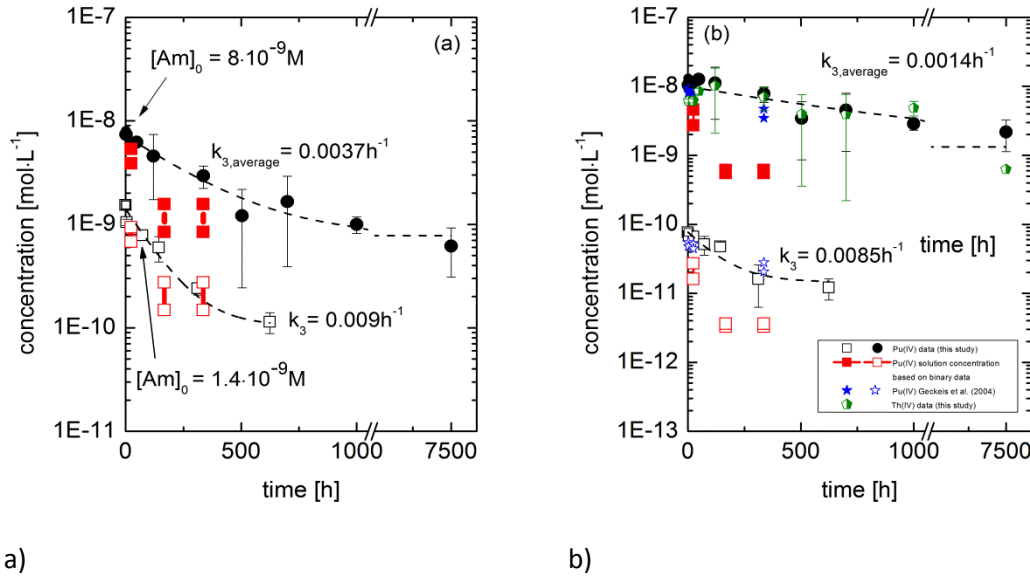 1E-7
(a)
[Am]₀ = 8·10⁻⁹M
1E-8
k₃,average = 0.0037h⁻¹
1E-9
k₃ = 0.009h⁻¹
1E-10
[Am]₀ = 1.4·10⁻⁹M
1E-11
0 500 1000 7500
time [h]
concentration [mol·L⁻¹]
a)
1E-7
(b)
k₃,average = 0.0014h⁻¹
1E-8
1E-9
1E-10
time [h]
k₃ = 0.0085h⁻¹
1E-11
1E-12
Pu(IV) data (this study)
Pu(IV) solution concentration
based on binary data
Pu(IV) Geckeis et al. (2004)
Th(IV) data (this study)
1E-13
0 500 1000 7500
time [h]
concentration [mol·L⁻¹]
b)